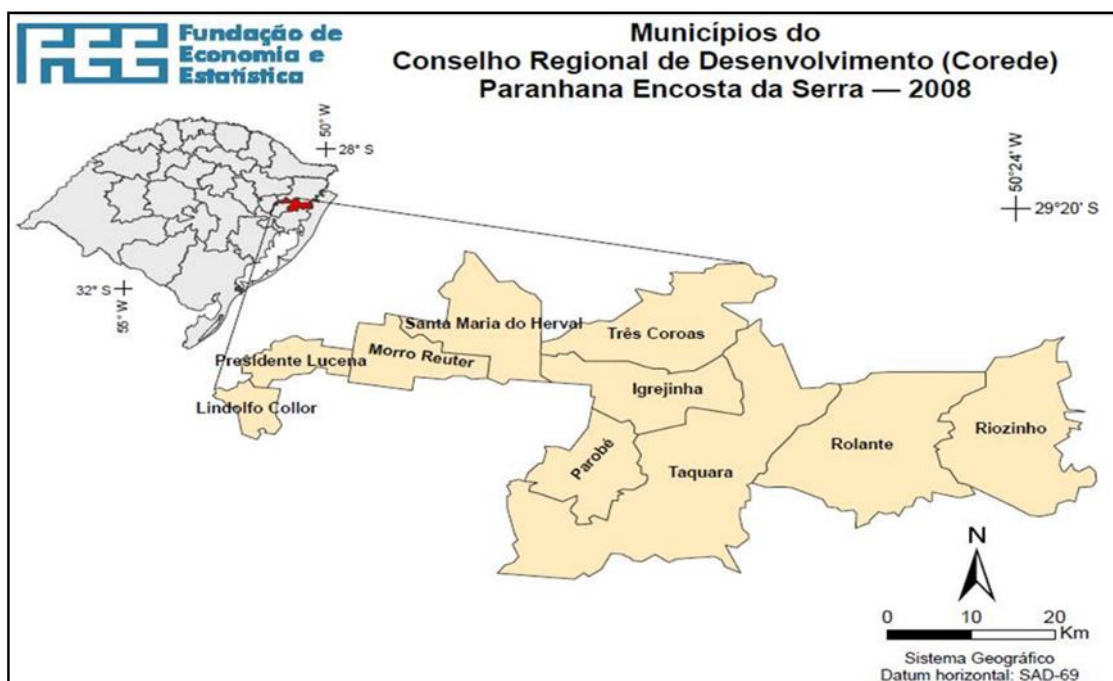 FEE
Fundação de
Economia e
Estatística
Municípios do
Conselho Regional de Desenvolvimento (Corede)
Paranhana Encosta da Serra — 2008
50° W
28° S
32° S
55° W
50°24' W
29°20' S
Santa Maria do Herval
Três Coroas
Presidente Lucena
Morro Reuter
Igrejinha
Lindolfo Collor
Parobé
Taquara
Rolante
Riozinho
N
0 10 20
Km
Sistema Geográfico
Datum horizontal: SAD-69